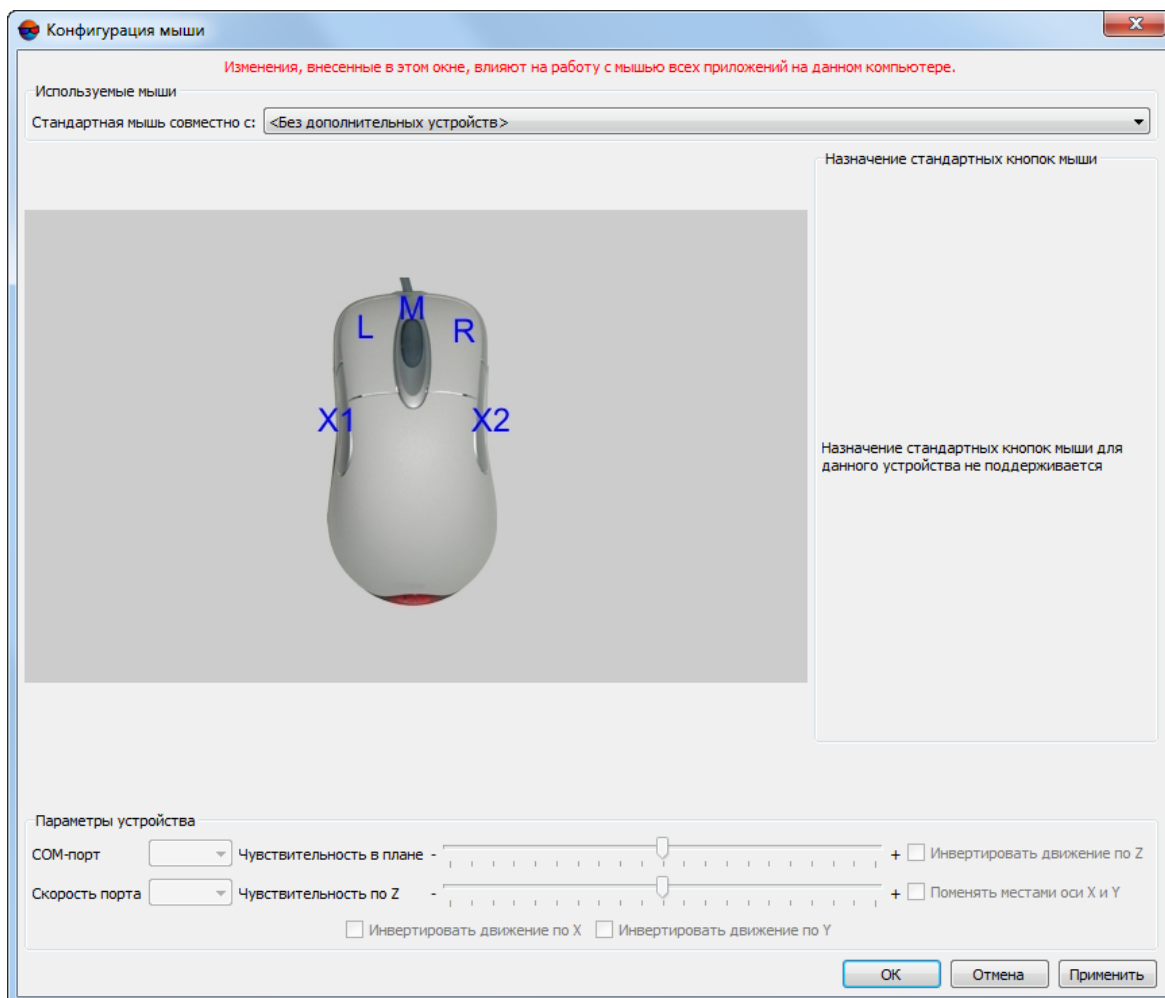 Конфигурация мыши
Изменения, внесенные в этом окне, влияют на работу с мышью всех приложений на данном компьютере.
Используемые мыши
Стандартная мышь совместно с: <Без дополнительных устройств>
Назначение стандартных кнопок мыши
L M R
X1 X2
Назначение стандартных кнопок мыши для
данного устройства не поддерживается
Параметры устройства
COM-порт Чувствительность в плане - + Инвертировать движение по Z
Скорость порта Чувствительность по Z - + Поменять местами оси X и Y
Инвертировать движение по X Инвертировать движение по Y
OK Отмена Применить